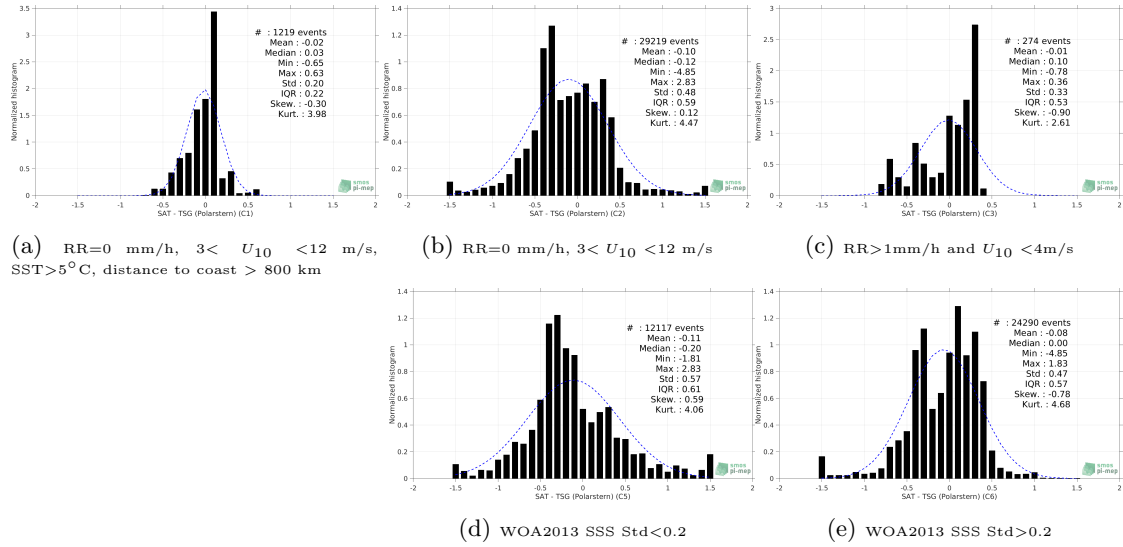 3.5
3
2.5
2
1.5
1
0.5
0
-2 -1.5 -1 -0.5 0 0.5 1 1.5 2
Normalized histogram
SAT - TSG (Polarstern) (C1)
# : 1219 events
Mean : -0.02
Median : 0.03
Min : -0.65
Max : 0.63
Std : 0.20
IQR : 0.22
Skew. : -0.30
Kurt. : 3.98
smos
pi-mep
1.4
1.2
1
0.8
0.6
0.4
0.2
0
-2 -1.5 -1 -0.5 0 0.5 1 1.5 2
Normalized histogram
SAT - TSG (Polarstern) (C2)
# : 29219 events
Mean : -0.10
Median : -0.12
Min : -4.85
Max : 2.83
Std : 0.48
IQR : 0.59
Skew. : 0.12
Kurt. : 4.47
smos
pi-mep
3
2.5
2
1.5
1
0.5
0
-2 -1.5 -1 -0.5 0 0.5 1 1.5 2
Normalized histogram
SAT - TSG (Polarstern) (C3)
# : 274 events
Mean : -0.01
Median : 0.10
Min : -0.78
Max : 0.36
Std : 0.33
IQR : 0.53
Skew. : -0.90
Kurt. : 2.61
smos
pi-mep
(a) RR=0 mm/h, 3< U10 <12 m/s,
SST>5°C, distance to coast > 800 km
(b) RR=0 mm/h, 3< U10 <12 m/s
(c) RR>1mm/h and U10 <4m/s
1.4
1.2
1
0.8
0.6
0.4
0.2
0
-2 -1.5 -1 -0.5 0 0.5 1 1.5 2
Normalized histogram
SAT - TSG (Polarstern) (C5)
# : 12117 events
Mean : -0.11
Median : -0.20
Min : -1.81
Max : 2.83
Std : 0.57
IQR : 0.61
Skew. : 0.59
Kurt. : 4.06
smos
pi-mep
1.4
1.2
1
0.8
0.6
0.4
0.2
0
-2 -1.5 -1 -0.5 0 0.5 1 1.5 2
Normalized histogram
SAT - TSG (Polarstern) (C6)
# : 24290 events
Mean : -0.08
Median : 0.00
Min : -4.85
Max : 1.83
Std : 0.47
IQR : 0.57
Skew. : -0.78
Kurt. : 4.68
smos
pi-mep
(d) WOA2013 SSS Std<0.2
(e) WOA2013 SSS Std>0.2